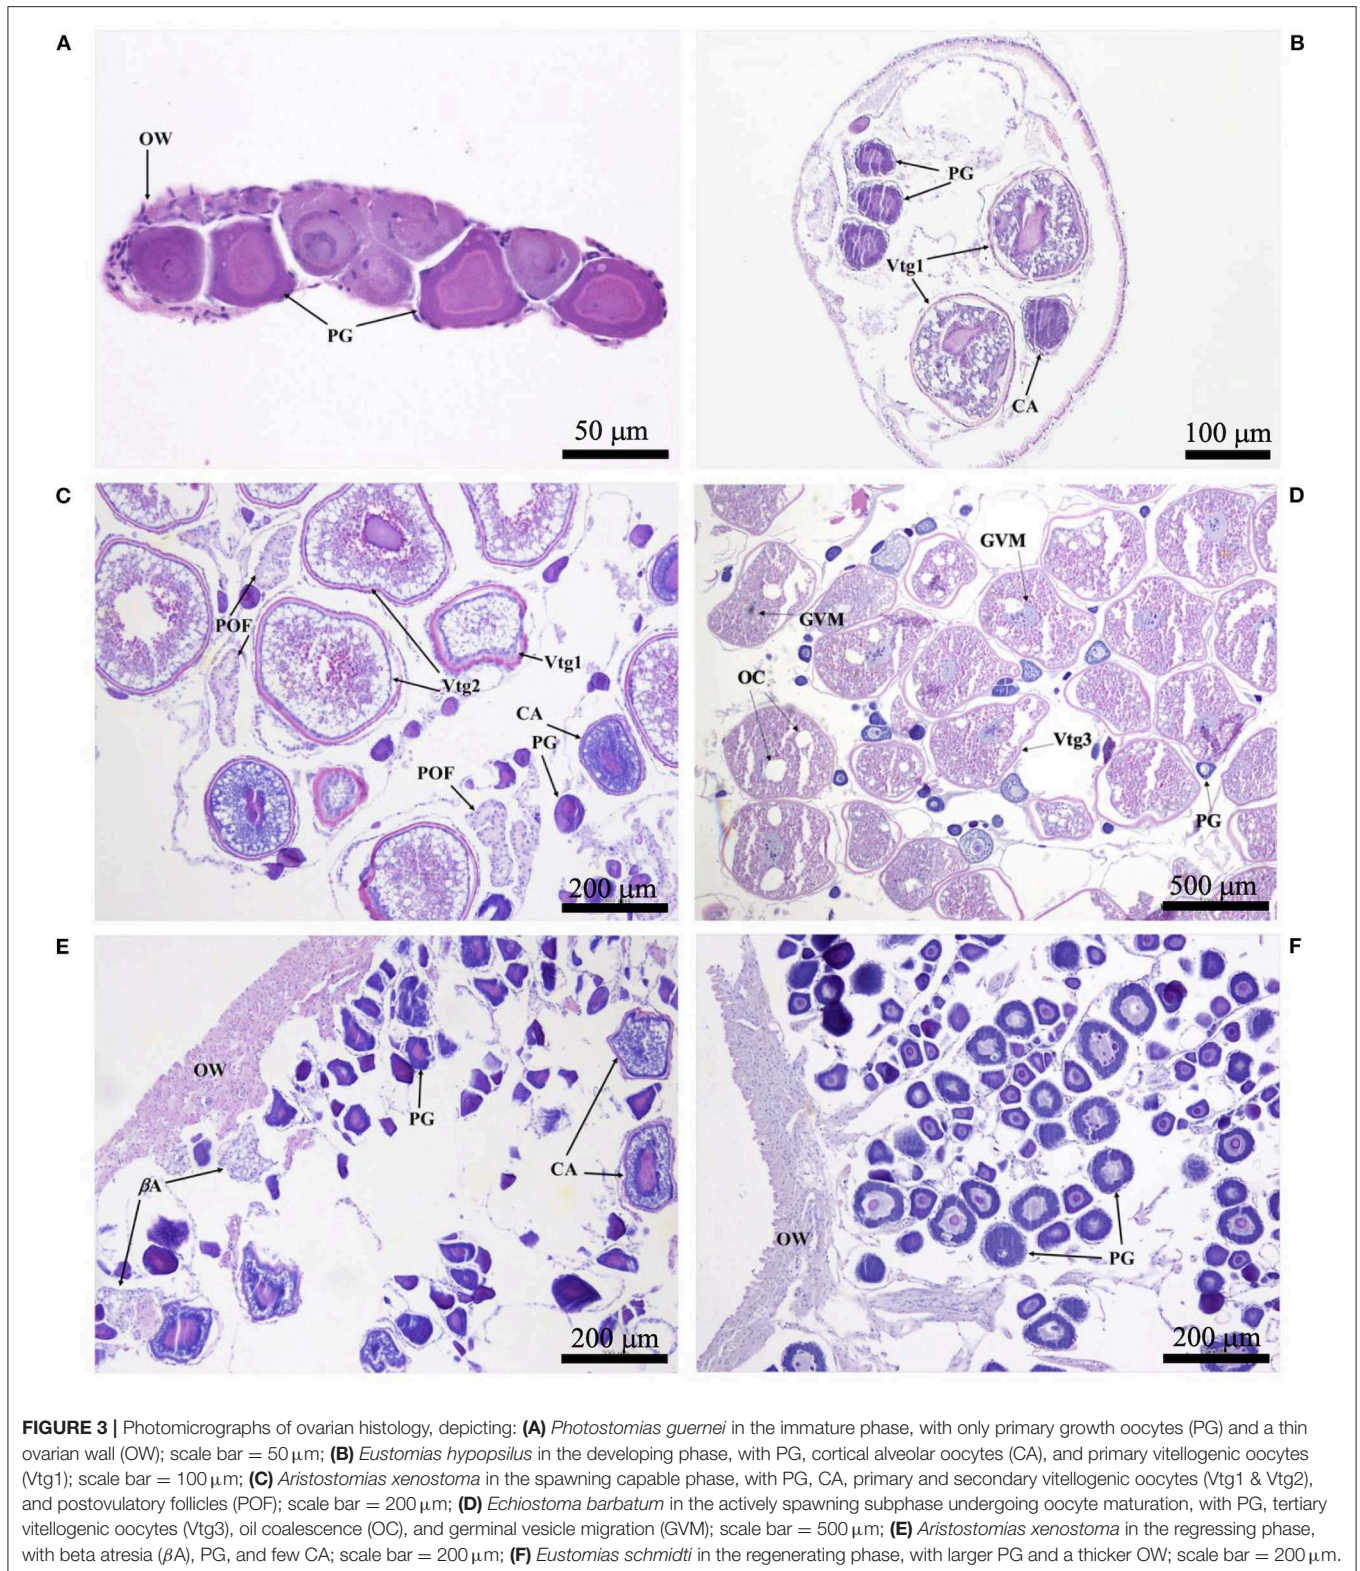 A
OW
PG
50 µm
B
PG
Vtg1
CA
100 µm
C
POF
Vtg2
Vtg1
CA
PG
POF
200 µm
D
GVM
GVM
OC
Vtg3
PG
500 µm
E
OW
PG
CA
βA
200 µm
F
OW
PG
200 µm
FIGURE 3 | Photomicrographs of ovarian histology, depicting: (A) Photostomias guernei in the immature phase, with only primary growth oocytes (PG) and a thin
ovarian wall (OW); scale bar = 50 µm; (B) Eustomias hypopsilus in the developing phase, with PG, cortical alveolar oocytes (CA), and primary vitellogenic oocytes
(Vtg1); scale bar = 100 µm; (C) Aristostomias xenostoma in the spawning capable phase, with PG, CA, primary and secondary vitellogenic oocytes (Vtg1 & Vtg2),
and postovulatory follicles (POF); scale bar = 200 µm; (D) Echiostoma barbatum in the actively spawning subphase undergoing oocyte maturation, with PG, tertiary
vitellogenic oocytes (Vtg3), oil coalescence (OC), and germinal vesicle migration (GVM); scale bar = 500 µm; (E) Aristostomias xenostoma in the regressing phase,
with beta atresia (βA), PG, and few CA; scale bar = 200 µm; (F) Eustomias schmidti in the regenerating phase, with larger PG and a thicker OW; scale bar = 200 µm.